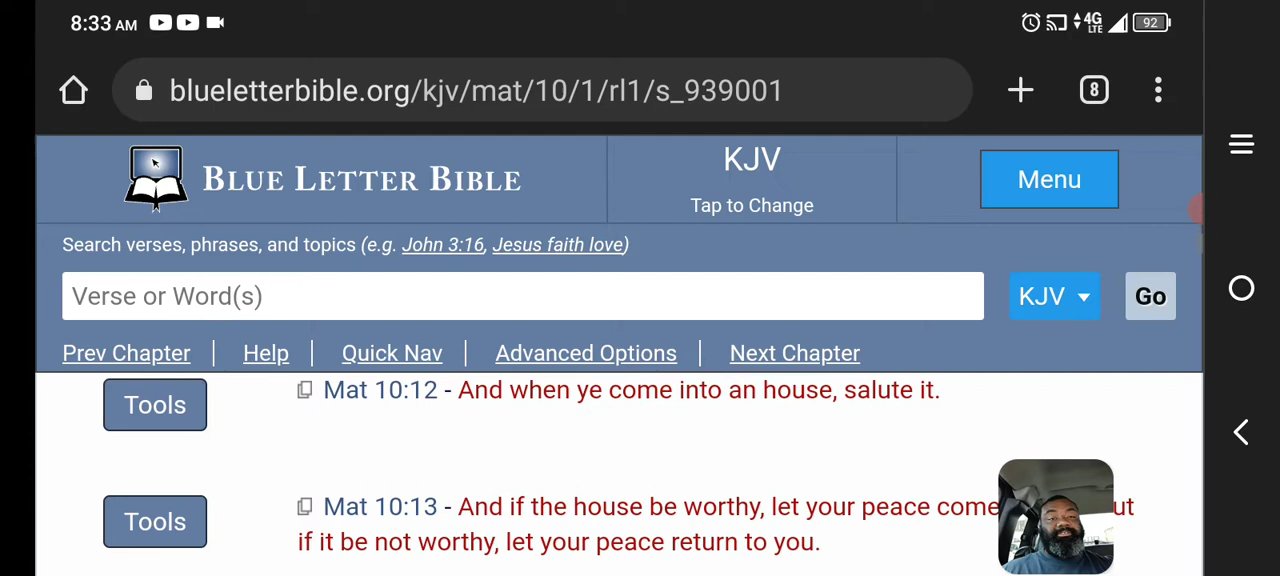 8:33 AM 4G LTE 92
blueletterbible.org/kjv/mat/10/1/rl1/s_939001 8
BLUE LETTER BIBLE KJV Menu
Tap to Change
Search verses, phrases, and topics (e.g. John 3:16, Jesus faith love)
Verse or Word(s) KJV Go
Prev Chapter | Help | Quick Nav | Advanced Options | Next Chapter
Tools Mat 10:12 - And when ye come into an house, salute it.
Tools Mat 10:13 - And if the house be worthy, let your peace come ut
if it be not worthy, let your peace return to you.